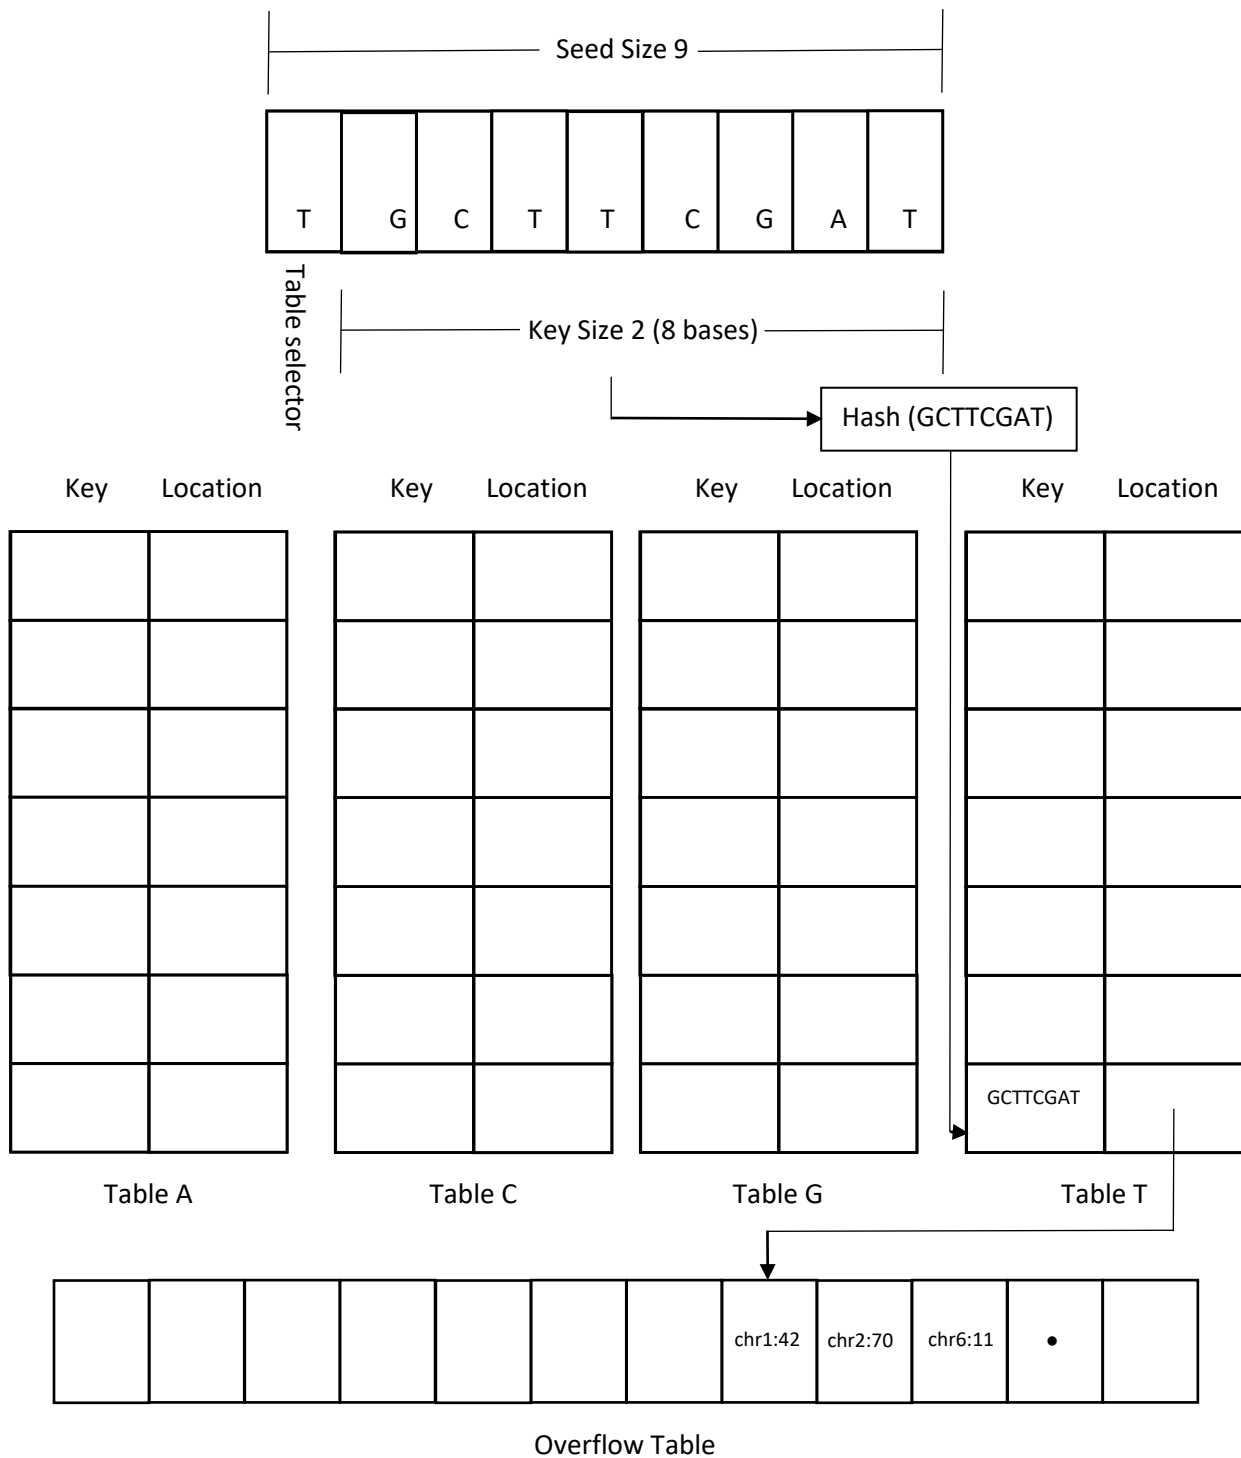 Seed Size 9
T G C T T C G A T
Table selector
Key Size 2 (8 bases)
Hash (GCTTCGAT)
Key Location Key Location Key Location Key Location
GCTTCGAT
Table A Table C Table G Table T
chr1:42 chr2:70 chr6:11 •
Overflow Table